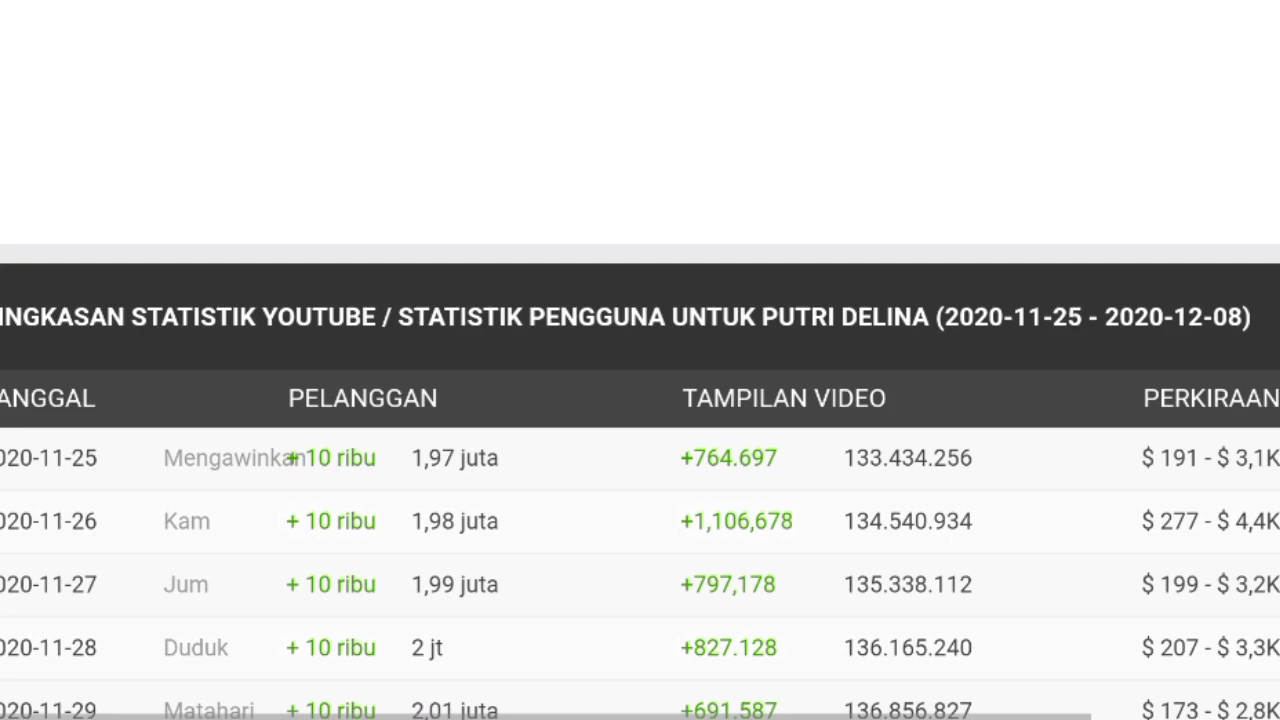 INGKASAN STATISTIK YOUTUBE / STATISTIK PENGGUNA UNTUK PUTRI DELINA (2020-11-25 - 2020-12-08)
ANGGAL PELANGGAN TAMPILAN VIDEO PERKIRAAN
020-11-25 Mengawinkan + 10 ribu 1,97 juta +764.697 133.434.256 $ 191 - $ 3,1K
020-11-26 Kam + 10 ribu 1,98 juta +1,106,678 134.540.934 $ 277 - $ 4,4K
020-11-27 Jum + 10 ribu 1,99 juta +797,178 135.338.112 $ 199 - $ 3,2K
020-11-28 Duduk + 10 ribu 2 jt +827.128 136.165.240 $ 207 - $ 3,3K
020-11-29 Matahari + 10 ribu 2,01 juta +691.587 136.856.827 $ 173 - $ 2,8K